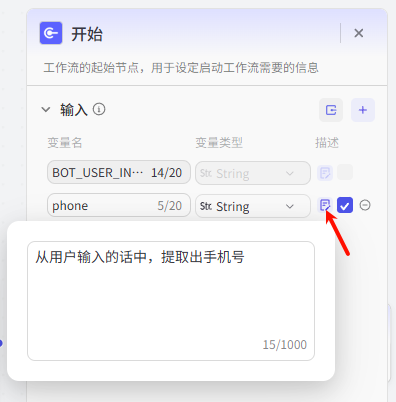 开始
工作流的起始节点，用于设定启动工作流需要的信息
输入
变量名 变量类型 描述
BOT_USER_IN... 14/20 Str. String
phone 5/20 Str. String
从用户输入的话中，提取出手机号
15/1000